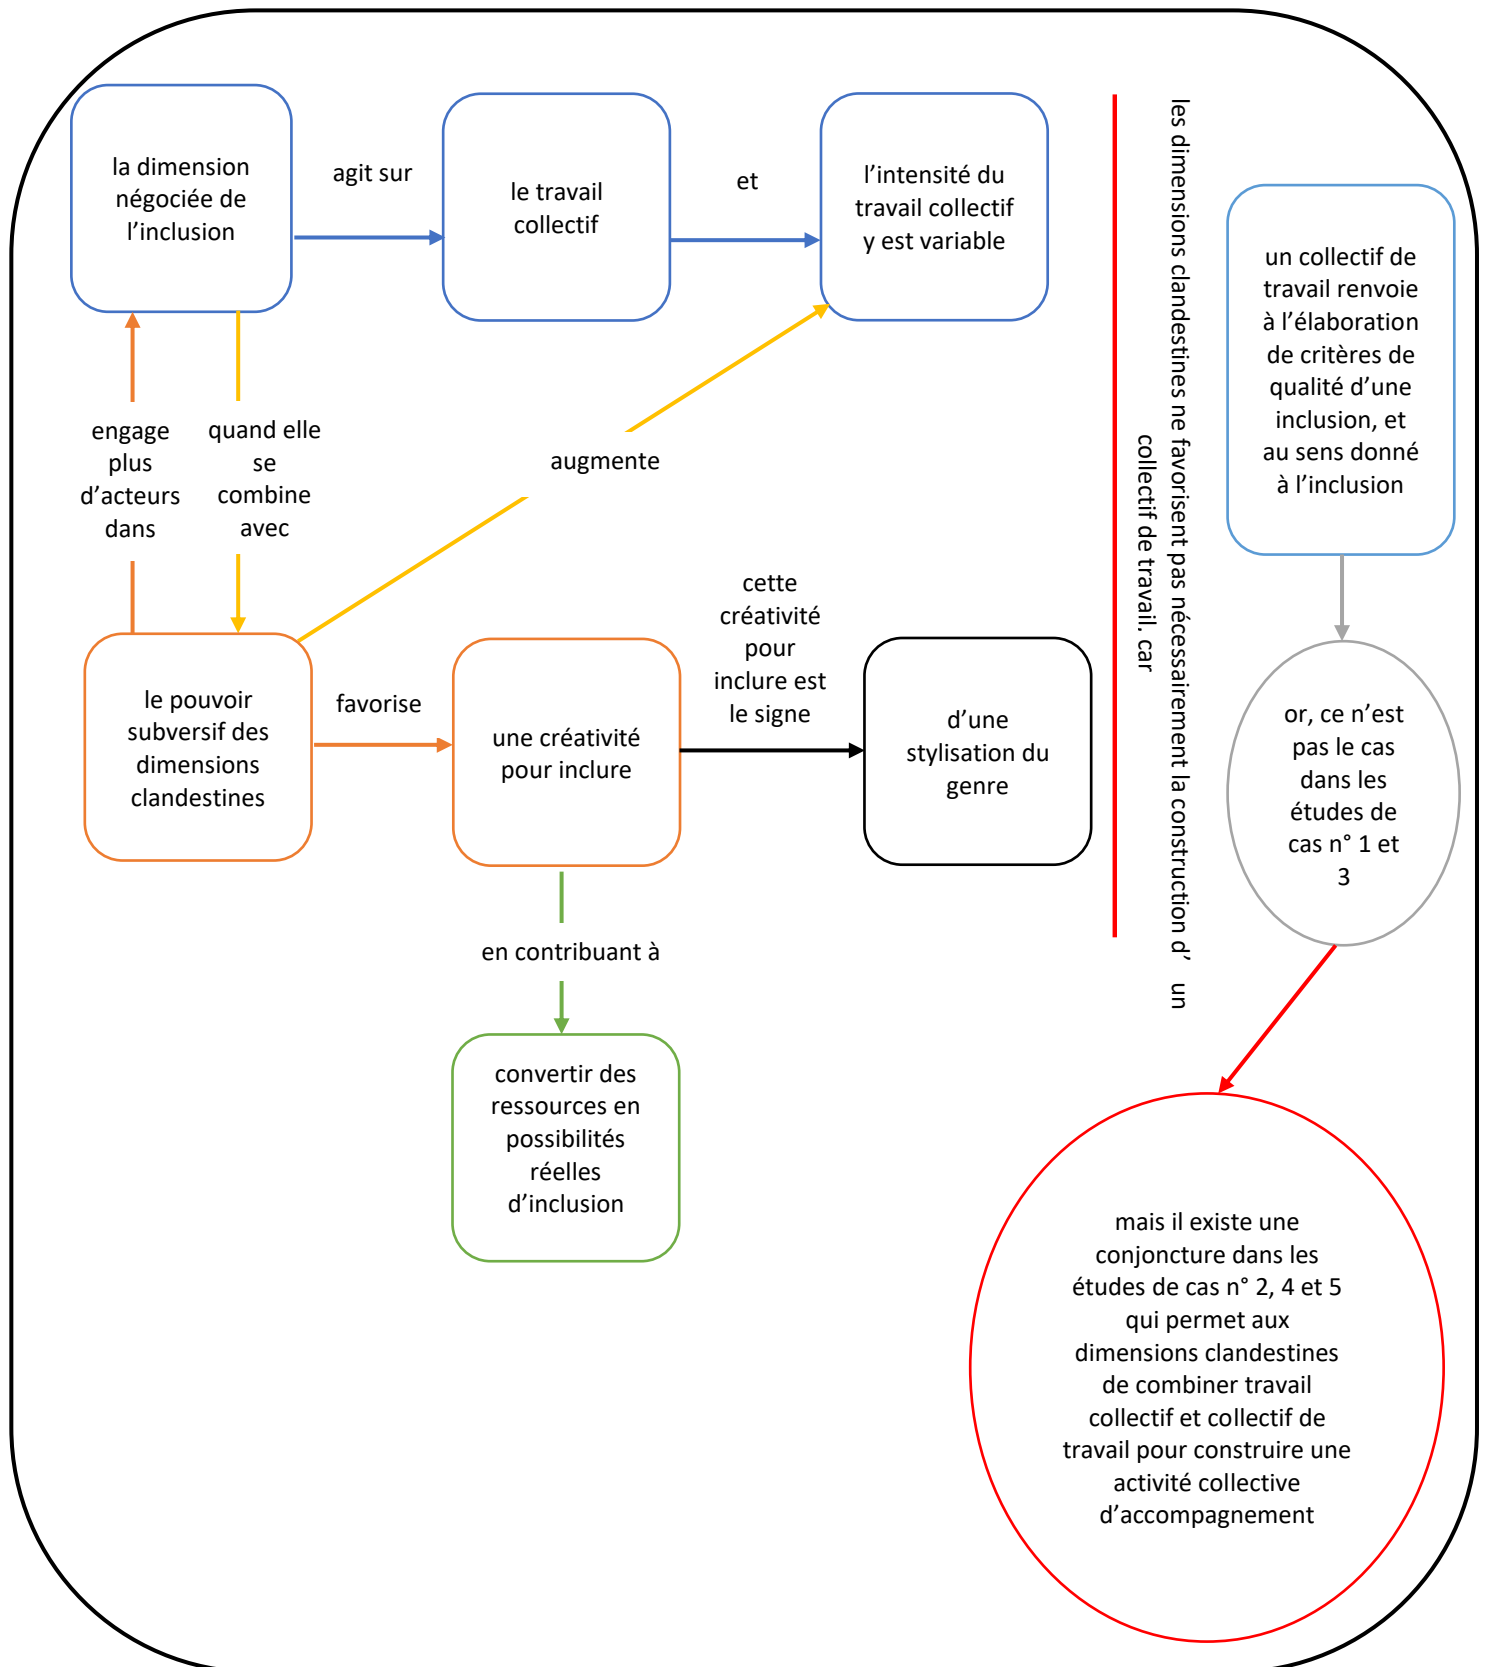 la dimension
négociée de
l’inclusion
agit sur
le travail
collectif
et
l’intensité du
travail collectif
y est variable
engage
plus
d’acteurs
dans
quand elle
se
combine
avec
augmente
le pouvoir
subversif des
dimensions
clandestines
favorise
une créativité
pour inclure
cette
créativité
pour
inclure est
le signe
d’une
stylisation du
genre
en contribuant à
convertir des
ressources en
possibilités
réelles
d’inclusion
les dimensions clandestines ne favorisent pas nécessairement la construction d’ un
collectif de travail. car
un collectif de
travail renvoie
à l’élaboration
de critères de
qualité d’une
inclusion, et
au sens donné
à l’inclusion
or, ce n’est
pas le cas
dans les
études de
cas n° 1 et
3
mais il existe une
conjoncture dans les
études de cas n° 2, 4 et 5
qui permet aux
dimensions clandestines
de combiner travail
collectif et collectif de
travail pour construire une
activité collective
d’accompagnement